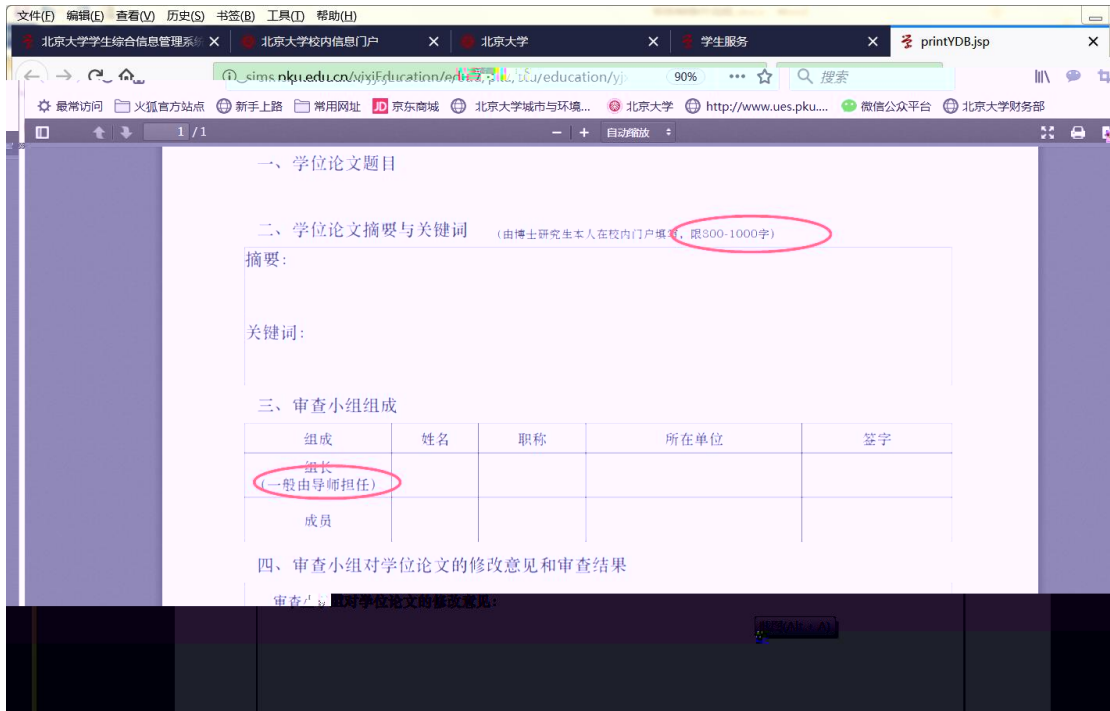 文件(F) 编辑(E) 查看(V) 历史(S) 书签(B) 工具(T) 帮助(H)
北京大学学生综合信息管理系统 北京大学校内信息门户 北京大学 学生服务 printYDB.jsp
90% 搜索
最常访问 火狐官方站点 新手上路 常用网址 JD 京东商城 北京大学城市与环境... 北京大学 http://www.ues.pku.... 微信公众平台 北京大学财务部
1 / 1 自动缩放
一、学位论文题目
二、学位论文摘要与关键词 (由博士研究生本人在校内门户填写，限800-1000字)
摘要:
关键词:
三、审查小组组成
组成 姓名 职称 所在单位 签字
组长
(一般由导师担任)
成员
四、审查小组对学位论文的修改意见和审查结果
审查小组对学位论文的修改意见: